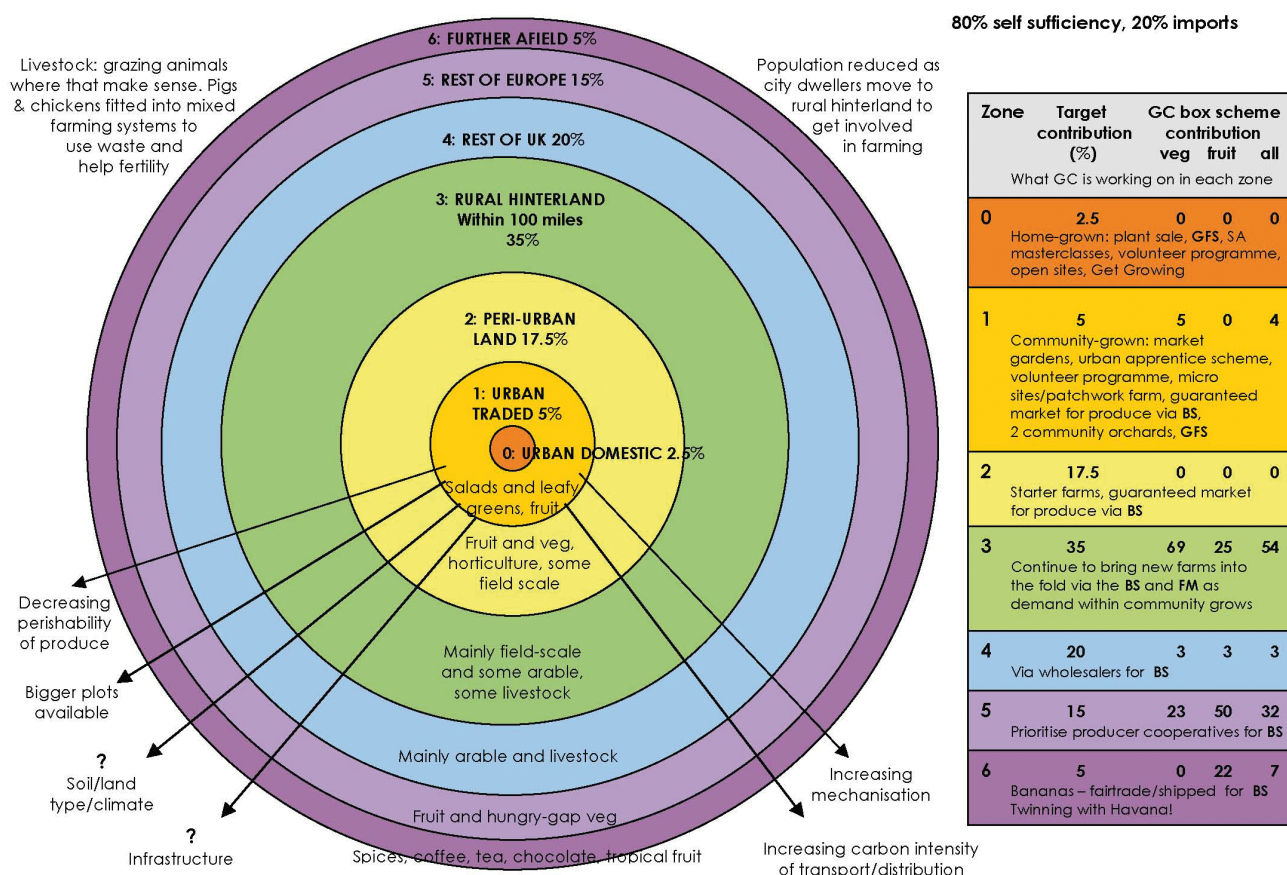 80% self sufficiency, 20% imports
Livestock: grazing animals
where that make sense. Pigs
& chickens fitted into mixed
farming systems to
use waste and
help fertility
6: FURTHER AFIELD 5%
5: REST OF EUROPE 15%
4: REST OF UK 20%
3: RURAL HINTERLAND
Within 100 miles
35%
2: PERI-URBAN
LAND 17.5%
1: URBAN
TRADED 5%
0: URBAN DOMESTIC 2.5%
Salads and leafy
greens, fruit
Fruit and veg,
horticulture, some
field scale
Mainly field-scale
and some arable,
some livestock
Mainly arable and livestock
Fruit and hungry-gap veg
Spices, coffee, tea, chocolate, tropical fruit
Population reduced as
city dwellers move to
rural hinterland to
get involved
in farming
Decreasing
perishability
of produce
Bigger plots
available
?
Soil/land
type/climate
?
Infrastructure
Increasing
mechanisation
Increasing carbon intensity
of transport/distribution
Zone Target GC box scheme
contribution contribution
(%) veg fruit all
What GC is working on in each zone
0 2.5 0 0 0
Home-grown: plant sale, GFS, SA
masterclasses, volunteer programme,
open sites, Get Growing
1 5 5 0 4
Community-grown: market
gardens, urban apprentice scheme,
volunteer programme, micro
sites/patchwork farm, guaranteed
market for produce via BS,
2 community orchards, GFS
2 17.5 0 0 0
Starter farms, guaranteed market
for produce via BS
3 35 69 25 54
Continue to bring new farms into
the fold via the BS and FM as
demand within community grows
4 20 3 3 3
Via wholesalers for BS
5 15 23 50 32
Prioritise producer cooperatives for BS
6 5 0 22 7
Bananas – fairtrade/shipped for BS
Twinning with Havana!